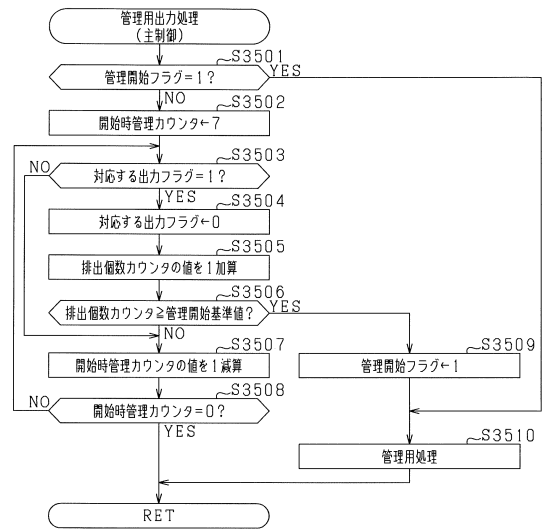 管理用出力処理
(主制御)
S3501
管理開始フラグ=1?
YES
NO
S3502
開始時管理カウンタ←7
S3503
NO
対応する出力フラグ=1?
YES
S3504
対応する出力フラグ←0
S3505
排出個数カウンタの値を1加算
S3506
排出個数カウンタ≧管理開始基準値?
YES
NO
S3507
開始時管理カウンタの値を1減算
S3509
管理開始フラグ←1
S3508
NO
開始時管理カウンタ=0?
YES
S3510
管理用処理
RET